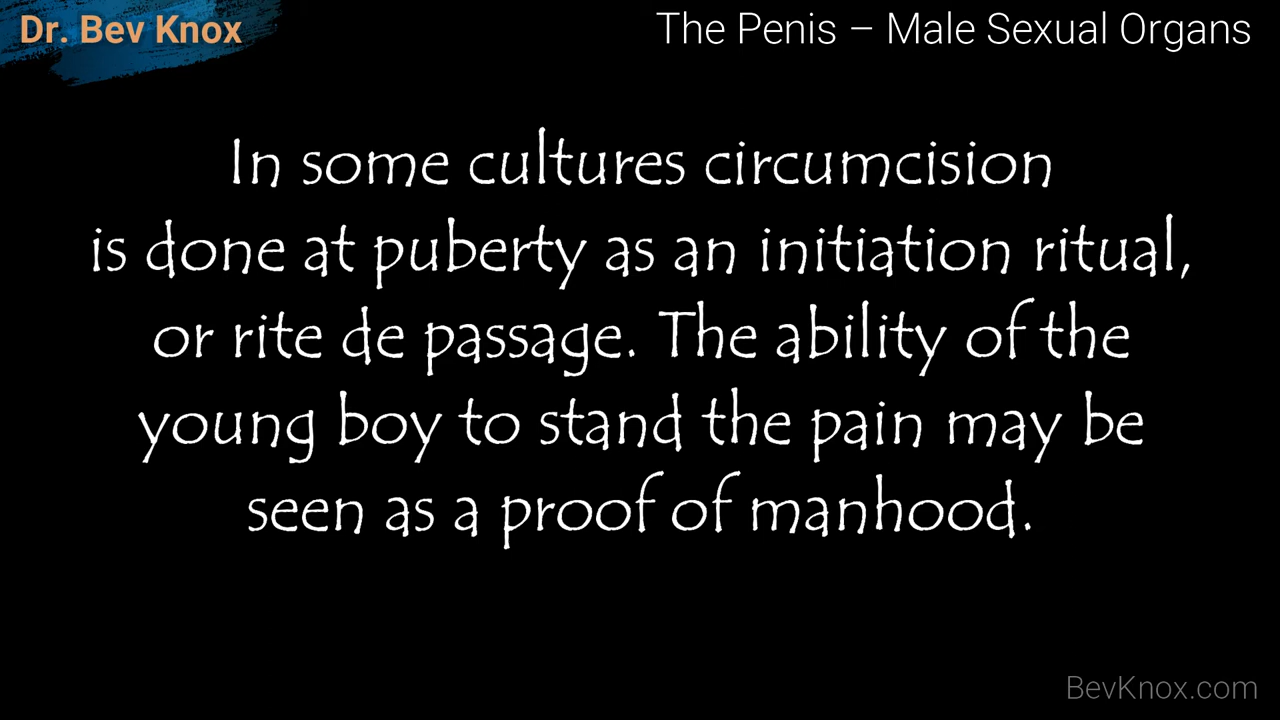 Dr. Bev Knox
The Penis – Male Sexual Organs
In some cultures circumcision
is done at puberty as an initiation ritual,
or rite de passage. The ability of the
young boy to stand the pain may be
seen as a proof of manhood.
BevKnox.com